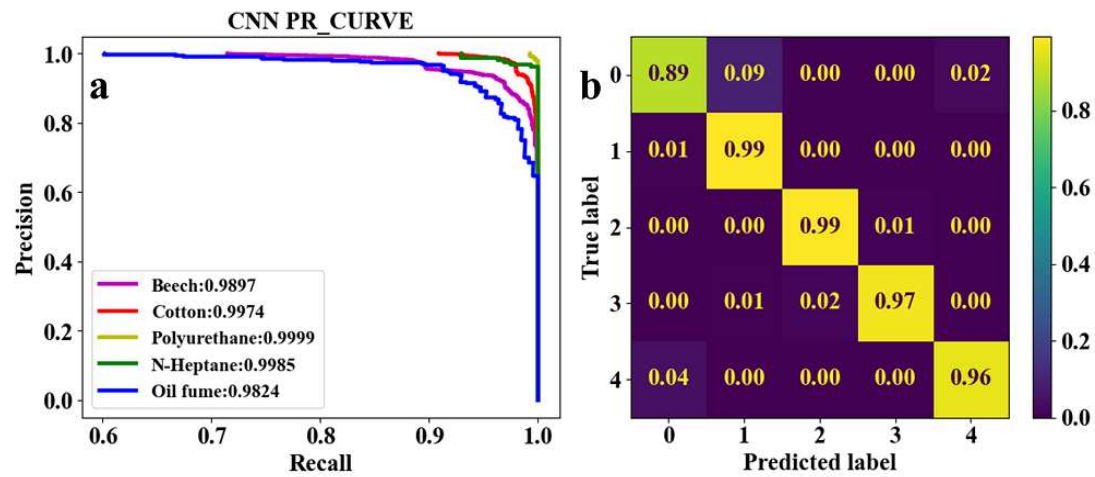 CNN PR_CURVE
a
1.0
0.8
0.6
0.4
0.2
0.0
Precision
Beech:0.9897
Cotton:0.9974
Polyurethane:0.9999
N-Heptane:0.9985
Oil fume:0.9824
0.6 0.7 0.8 0.9 1.0
Recall
b
True label
0 0.89 0.09 0.00 0.00 0.02
1 0.01 0.99 0.00 0.00 0.00
2 0.00 0.00 0.99 0.01 0.00
3 0.00 0.01 0.02 0.97 0.00
4 0.04 0.00 0.00 0.00 0.96
0 1 2 3 4
Predicted label
0.8
0.6
0.4
0.2
0.0